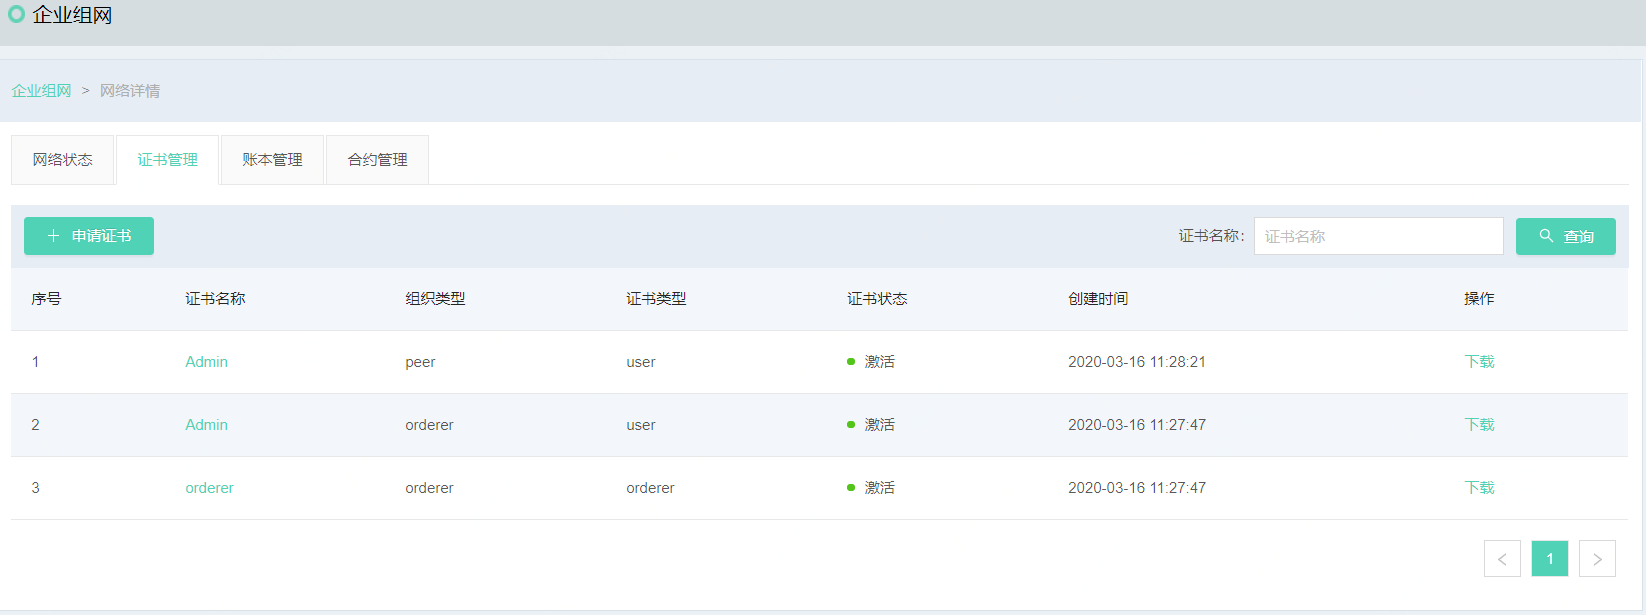 企业组网
企业组网 > 网络详情
网络状态 证书管理 账本管理 合约管理
+ 申请证书 证书名称： 证书名称 查询
序号 证书名称 组织类型 证书类型 证书状态 创建时间 操作
1 Admin peer user 激活 2020-03-16 11:28:21 下载
2 Admin orderer user 激活 2020-03-16 11:27:47 下载
3 orderer orderer orderer 激活 2020-03-16 11:27:47 下载
< 1 >